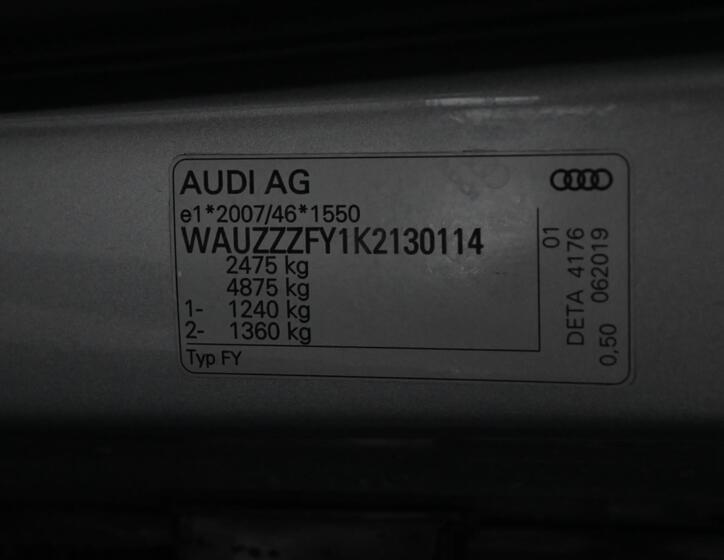 AUDI AG
e1*2007/46*1550
WAUZZZFY1K2130114
2475 kg
4875 kg
1- 1240 kg
2- 1360 kg
Typ FY
01
DETA 4176
0,50 062019